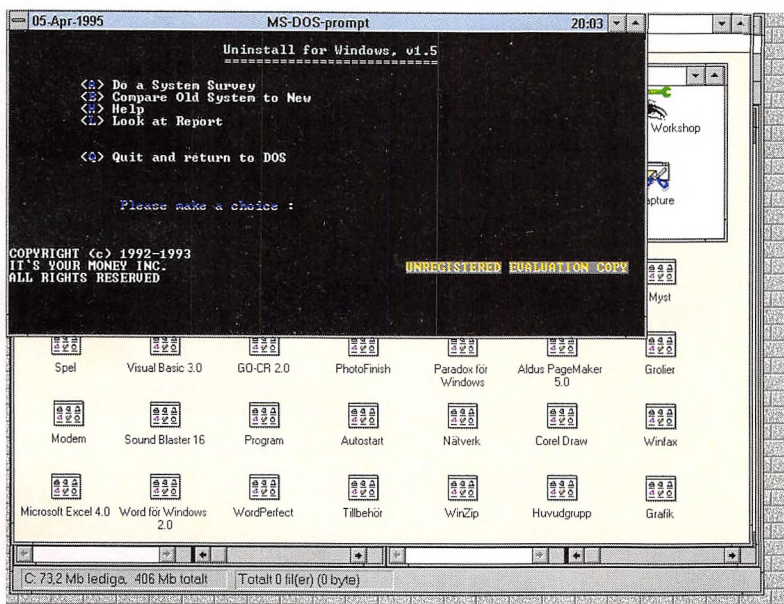 05-Apr-1995 MS-DOS-prompt 20:03
Uninstall for Windows, v1.5
<A> Do a System Survey
<B> Compare Old System to New
<H> Help
<L> Look at Report
<Q> Quit and return to DOS
Please make a choice :
COPYRIGHT (c) 1992-1993
IT'S YOUR MONEY INC.
ALL RIGHTS RESERVED
UNREGISTERED EVALUATION COPY
Workshop
apture
Myst
Spel Visual Basic 3.0 GO-CR 2.0 PhotoFinish Paradox för Windows Aldus PageMaker 5.0 Grolier
Modem Sound Blaster 16 Program Autostart Nätverk Corel Draw Winfax
Microsoft Excel 4.0 Word för Windows 2.0 WordPerfect Tillbehör WinZip Huvudgrupp Grafik
C: 73,2 Mb lediga, 406 Mb totalt Totalt 0 fil(er) (0 byte)